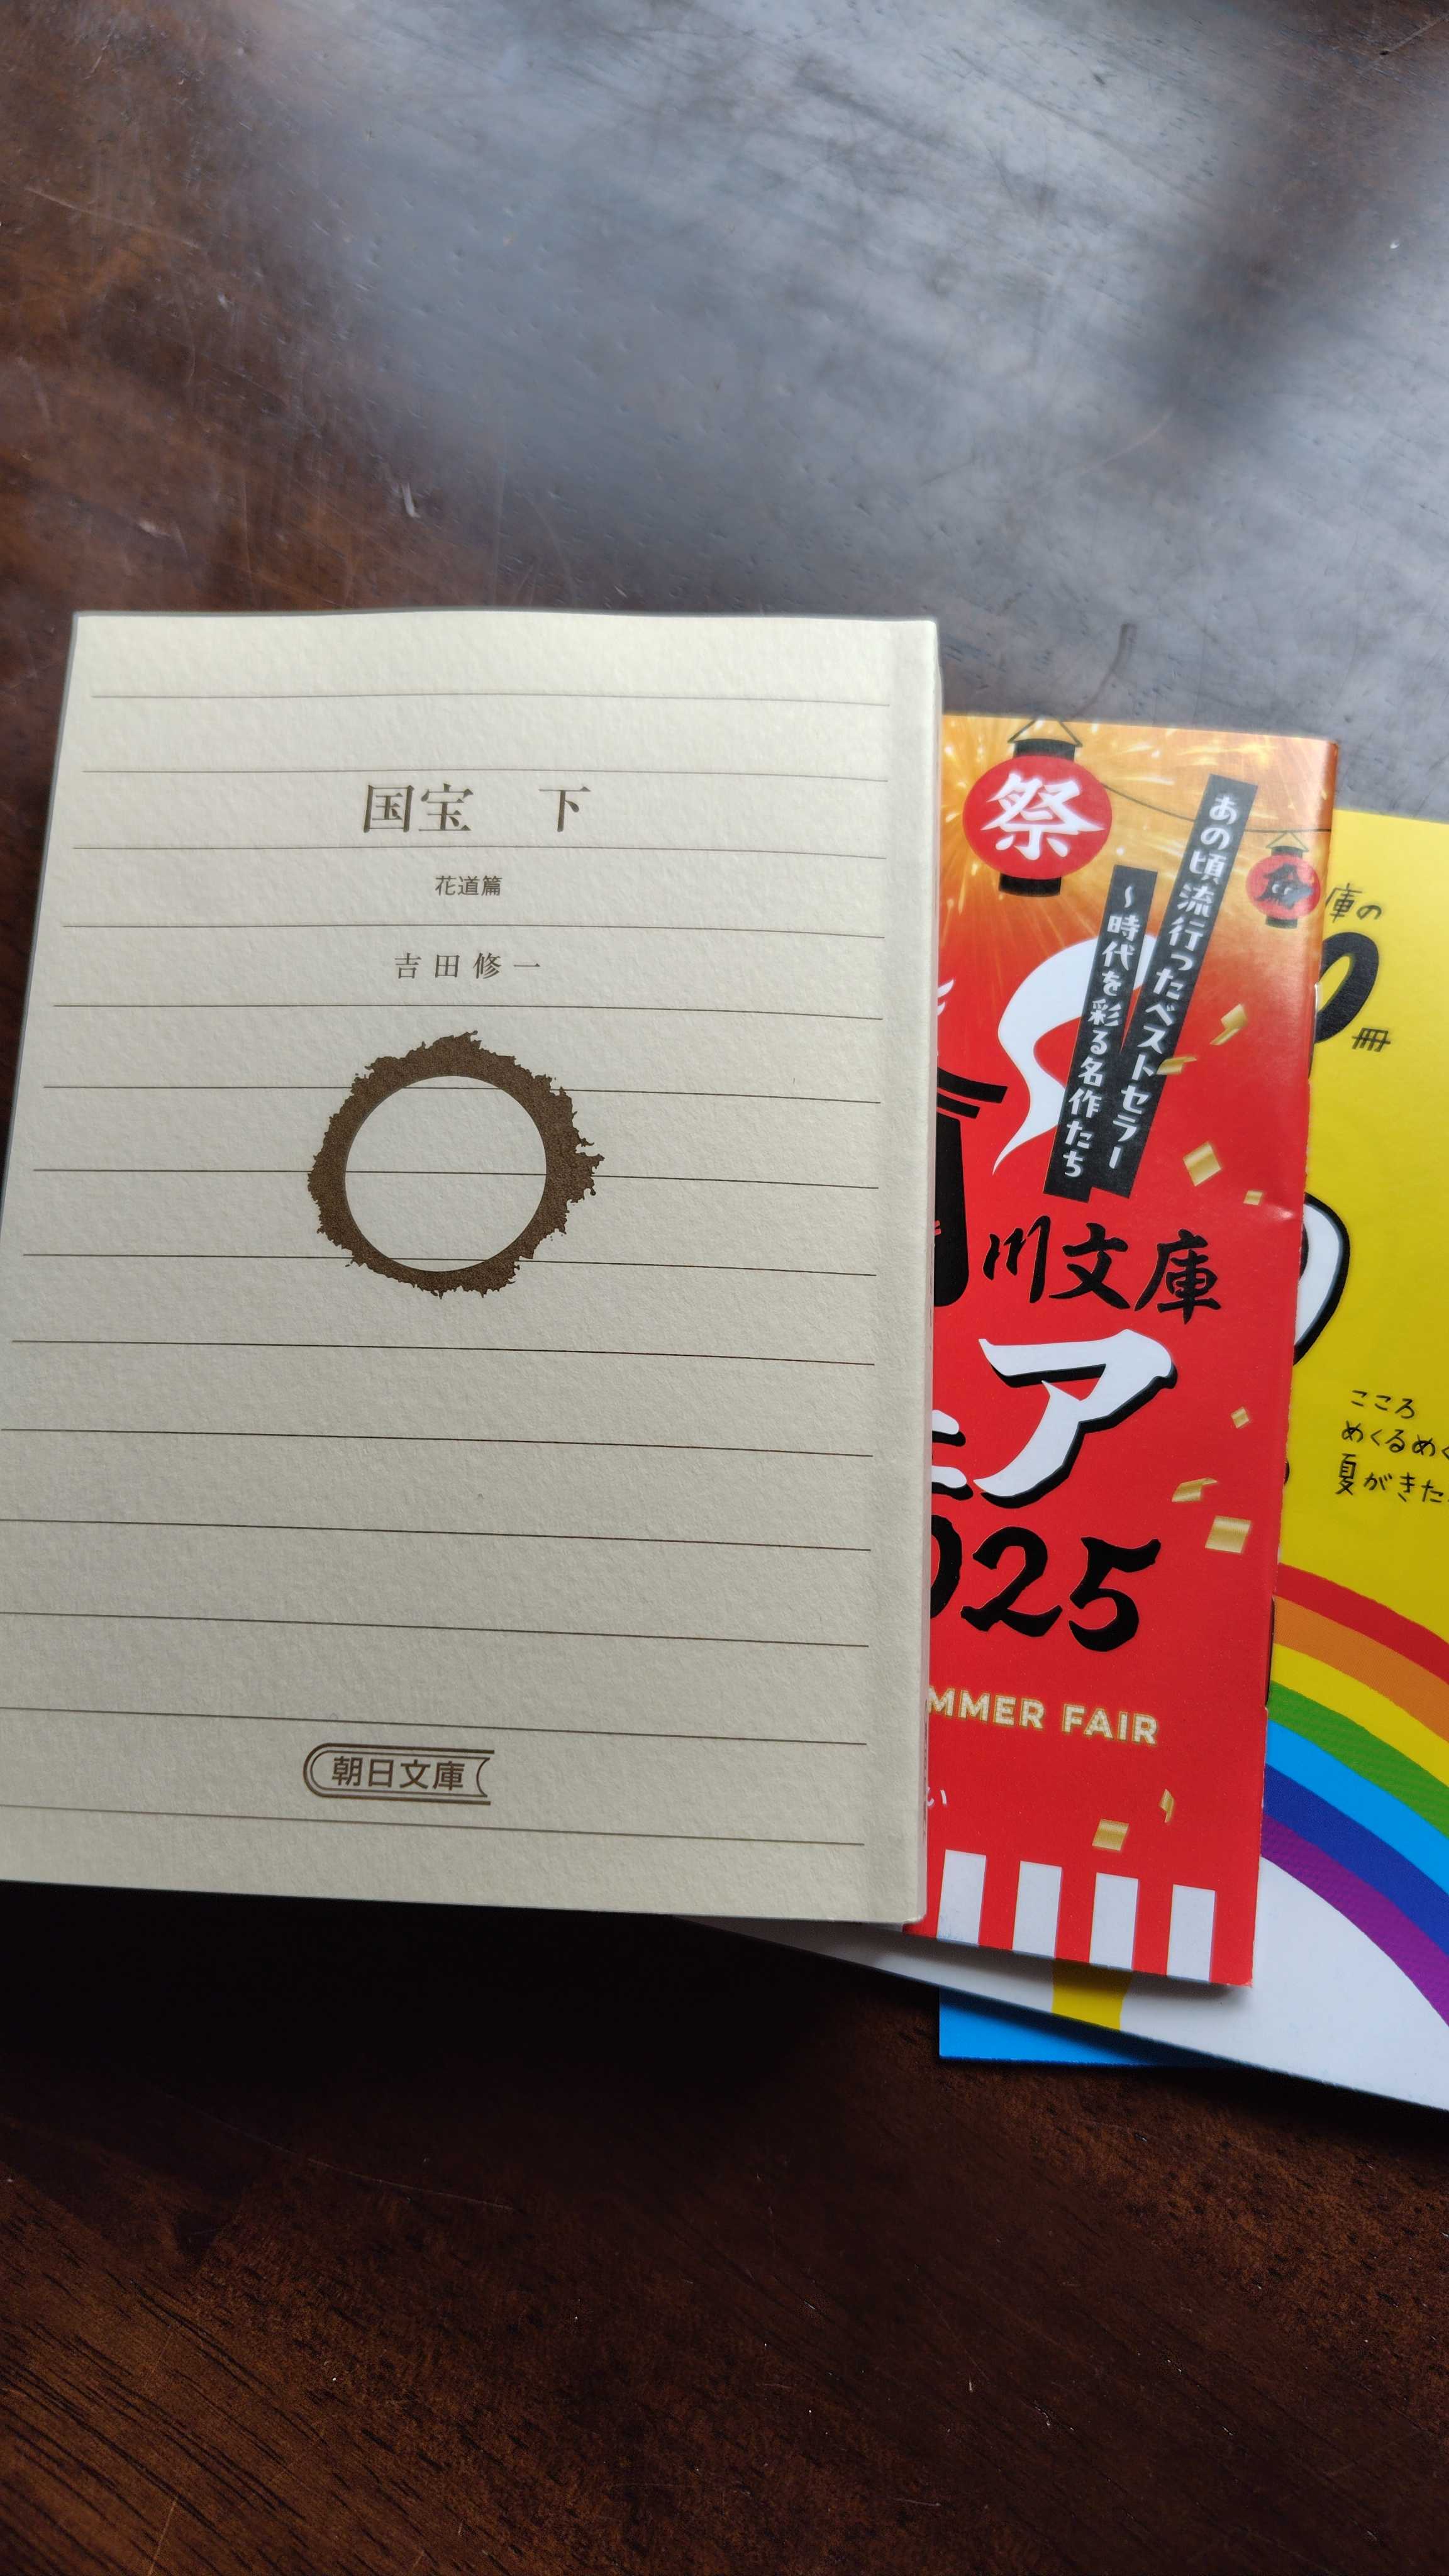 国宝 下
花道篇
吉田修一
朝日文庫
祭
あの頃流行ったベストセラー
～時代を彩る名作たち
川文庫
ェア
025
MMER FAIR
い
庫の
冊
こころ
めくるめく
夏がきた